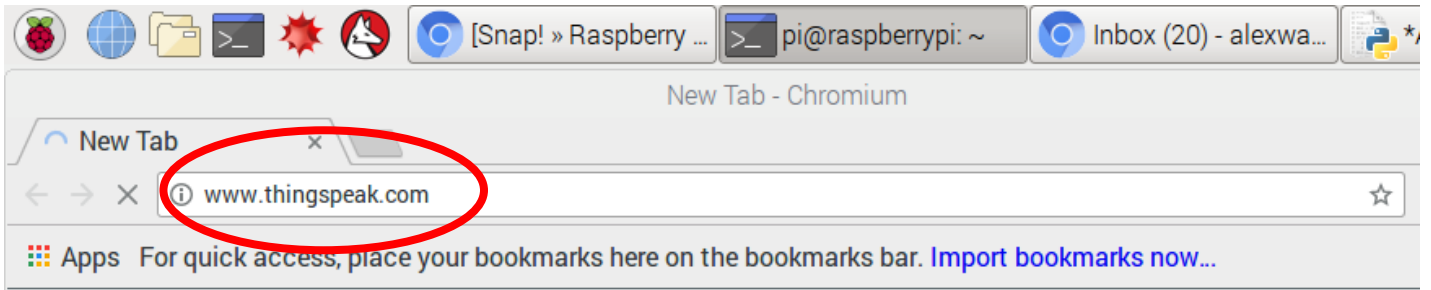 [Snap! » Raspberry ... pi@raspberrypi: ~ Inbox (20) - alexwa...
New Tab - Chromium
New Tab
www.thingspeak.com
Apps For quick access, place your bookmarks here on the bookmarks bar. Import bookmarks now...